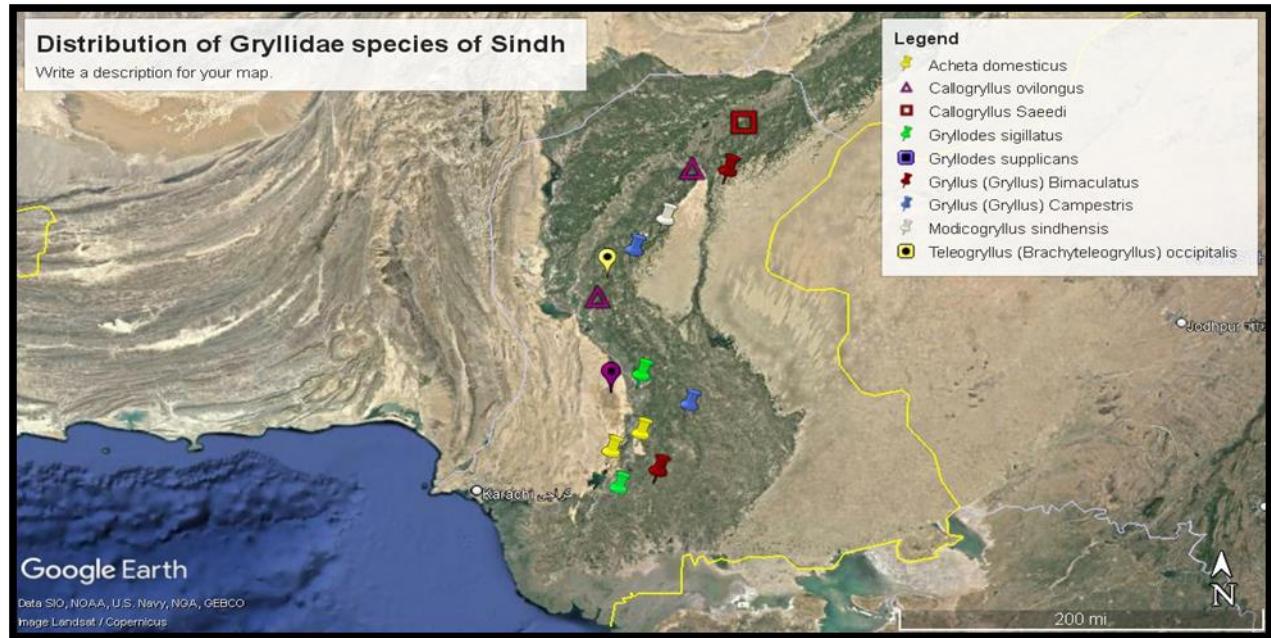 Distribution of Gryllidae species of Sindh
Write a description for your map.
Legend
Acheta domesticus
Callogryllus ovilongus
Callogryllus Saeedi
Gryllodes sigillatus
Gryllodes supplicans
Gryllus (Gryllus) Bimaculatus
Gryllus (Gryllus) Campestris
Modicogryllus sindhensis
Teleogryllus (Brachyteleogryllus) occipitalis
Jodhpur
Karachi کراچی
Google Earth
Data SIO, NOAA, U.S. Navy, NGA, GEBCO
Image Landsat / Copernicus
N
200 mi